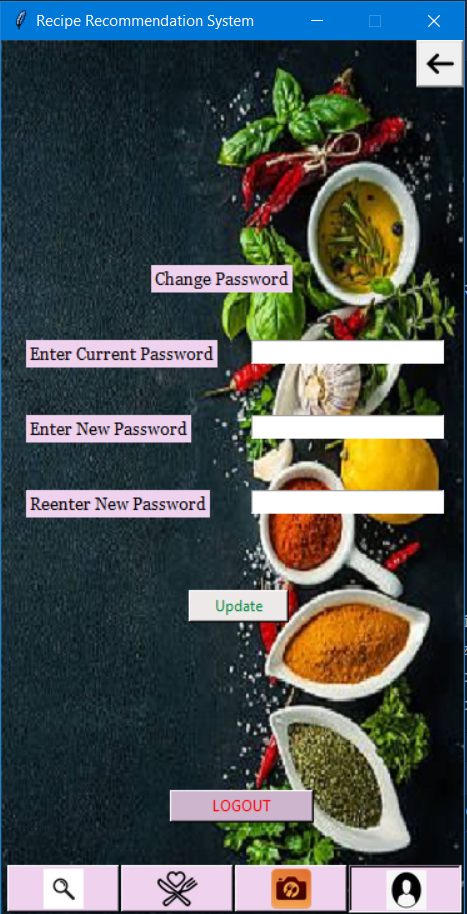 Recipe Recommendation System
Change Password
Enter Current Password
Enter New Password
Reenter New Password
Update
LOGOUT